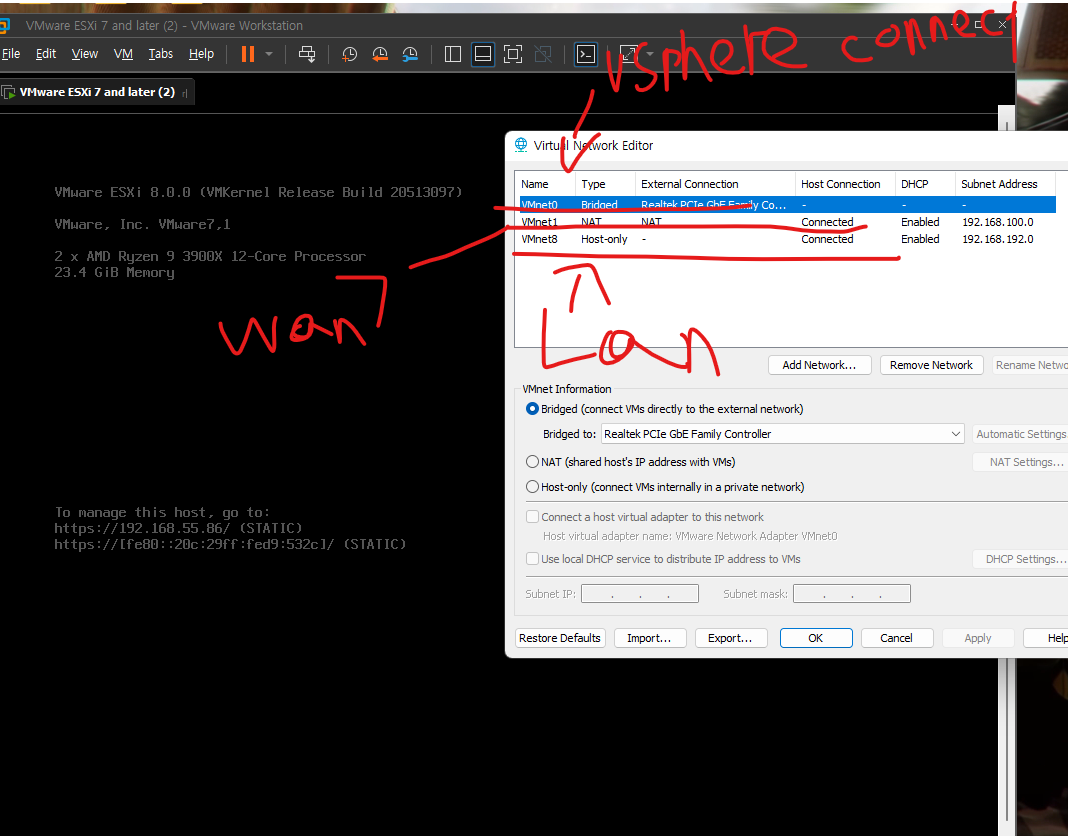 VMware ESXi 7 and later (2) - VMware Workstation
File Edit View VM Tabs Help
vsphere connect
VMware ESXi 7 and later (2)
Virtual Network Editor
Name Type External Connection Host Connection DHCP Subnet Address
VMnet0 Bridged Realtek PCIe GbE Family Co... - - -
VMnet1 NAT NAT Connected Enabled 192.168.100.0
VMnet8 Host-only - Connected Enabled 192.168.192.0
wan
Lan
VMware ESXi 8.0.0 (VMKernel Release Build 20513097)
VMware, Inc. VMware7,1
2 x AMD Ryzen 9 3900X 12-Core Processor
23.4 GiB Memory
To manage this host, go to:
https://192.168.55.86/ (STATIC)
https://[fe80::20c:29ff:fed9:532c]/ (STATIC)
Add Network... Remove Network Rename Netwo
VMnet Information
Bridged (connect VMs directly to the external network)
Bridged to: Realtek PCIe GbE Family Controller Automatic Settings
NAT (shared host's IP address with VMs) NAT Settings...
Host-only (connect VMs internally in a private network)
Connect a host virtual adapter to this network
Host virtual adapter name: VMware Network Adapter VMnet0
Use local DHCP service to distribute IP address to VMs DHCP Settings...
Subnet IP: . . . Subnet mask: . . .
Restore Defaults Import... Export... OK Cancel Apply Help